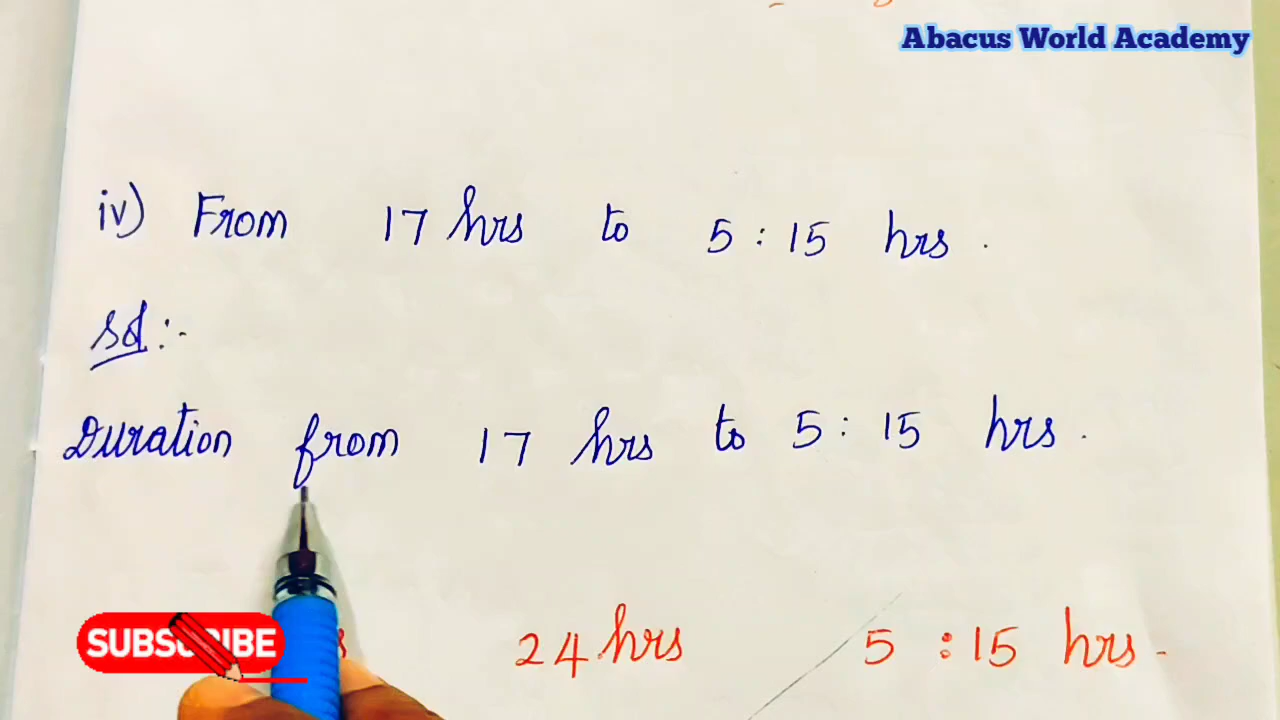 Abacus World Academy
iv) From 17 hrs to 5 : 15 hrs .
Sol :-
Duration from 17 hrs to 5 : 15 hrs .
SUBSCRIBE
24 hrs 5 : 15 hrs .